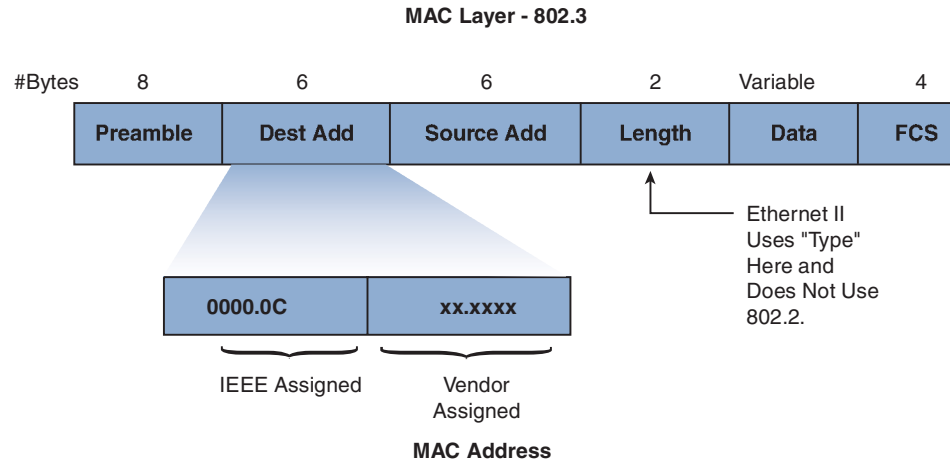 MAC Layer - 802.3
#Bytes 8 6 6 2 Variable 4
Preamble Dest Add Source Add Length Data FCS
Ethernet II
Uses "Type"
Here and
Does Not Use
802.2.
0000.0C xx.xxxx
IEEE Assigned
Vendor
Assigned
MAC Address